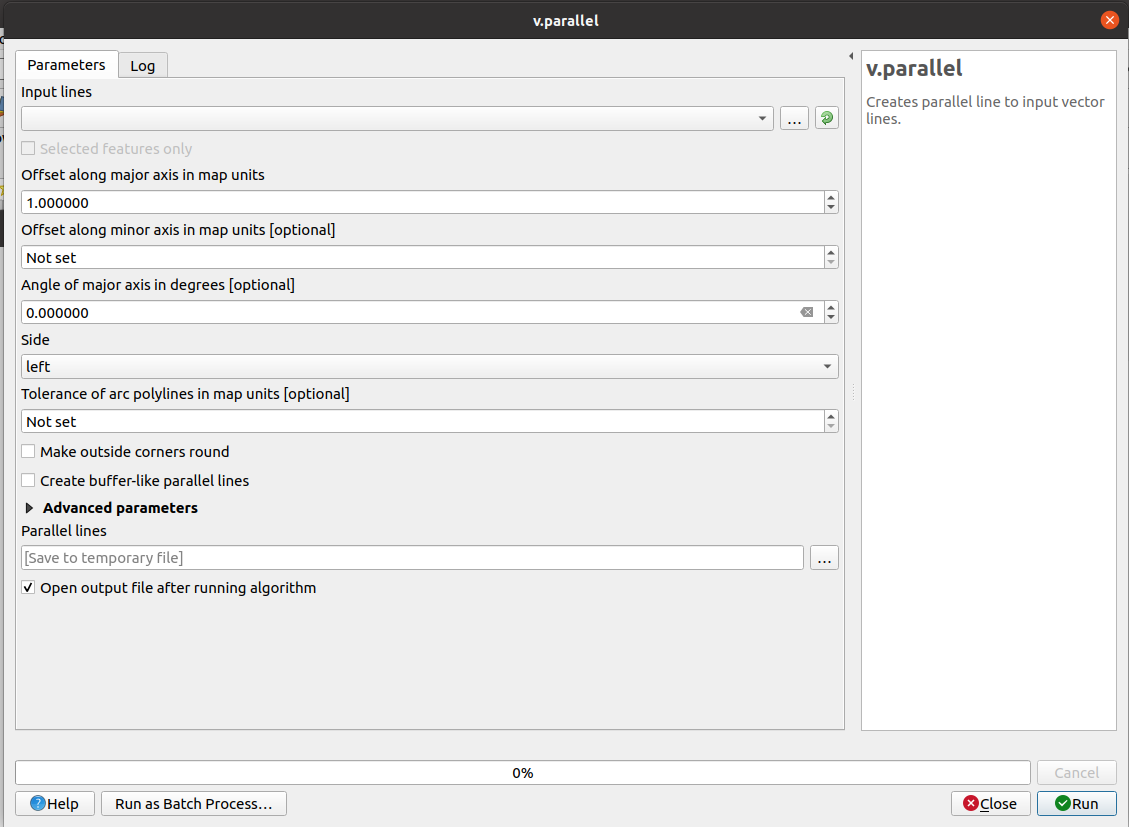 v.parallel
Parameters
Log
Input lines
...
Selected features only
Offset along major axis in map units
1.000000
Offset along minor axis in map units [optional]
Not set
Angle of major axis in degrees [optional]
0.000000
Side
left
Tolerance of arc polylines in map units [optional]
Not set
Make outside corners round
Create buffer-like parallel lines
Advanced parameters
Parallel lines
[Save to temporary file]
...
Open output file after running algorithm
v.parallel
Creates parallel line to input vector
lines.
0%
Cancel
Help
Run as Batch Process...
Close
Run